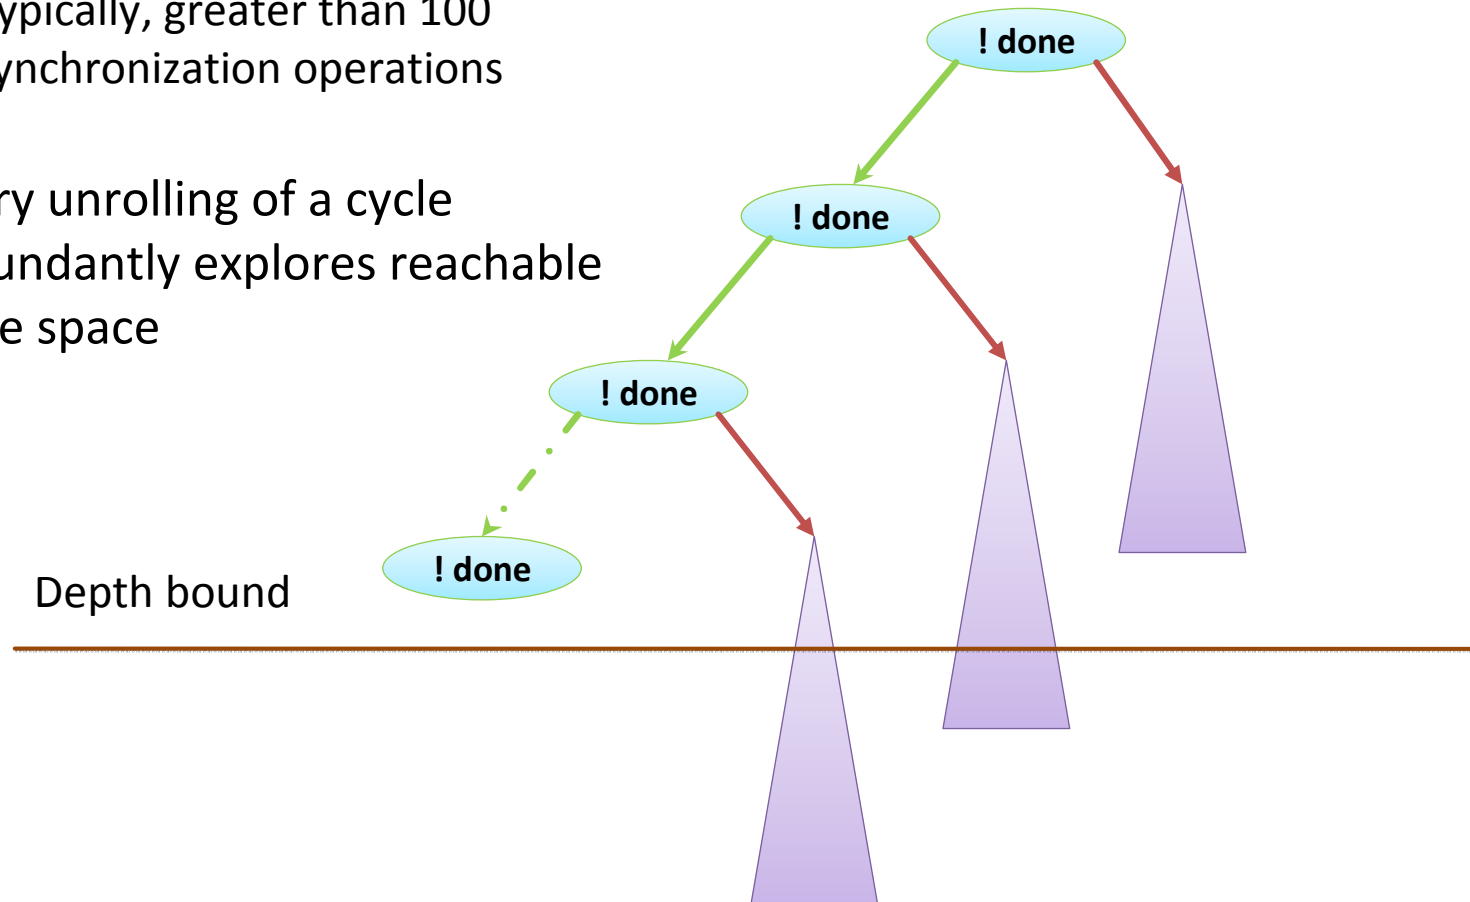 ypically, greater than 100
ynchronization operations
ry unrolling of a cycle
undantly explores reachable
e space
! done
! done
! done
! done
Depth bound